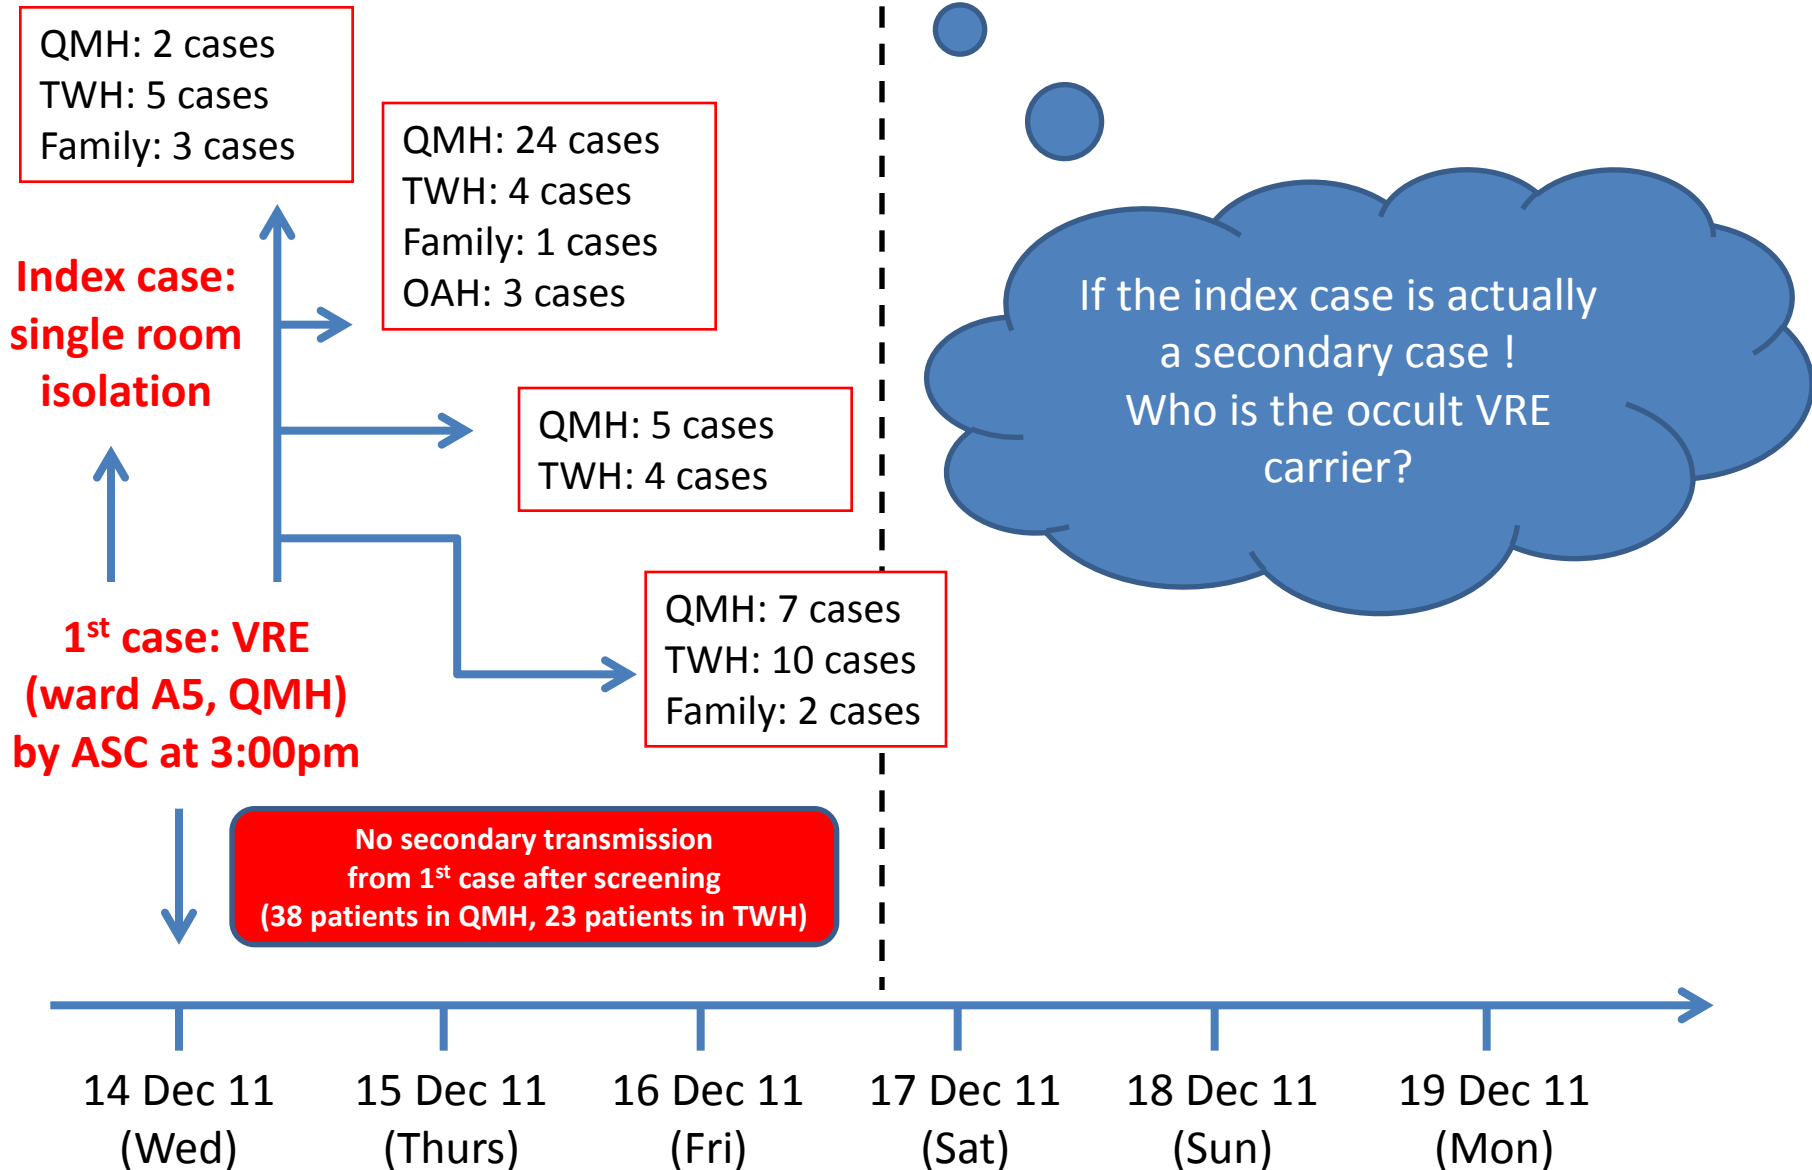 QMH: 2 cases
TWH: 5 cases
Family: 3 cases
QMH: 24 cases
TWH: 4 cases
Family: 1 cases
OAH: 3 cases
Index case:
single room
isolation
QMH: 5 cases
TWH: 4 cases
If the index case is actually
a secondary case !
Who is the occult VRE
carrier?
QMH: 7 cases
TWH: 10 cases
Family: 2 cases
1st case: VRE
(ward A5, QMH)
by ASC at 3:00pm
No secondary transmission
from 1st case after screening
(38 patients in QMH, 23 patients in TWH)
14 Dec 11
(Wed)
15 Dec 11
(Thurs)
16 Dec 11
(Fri)
17 Dec 11
(Sat)
18 Dec 11
(Sun)
19 Dec 11
(Mon)